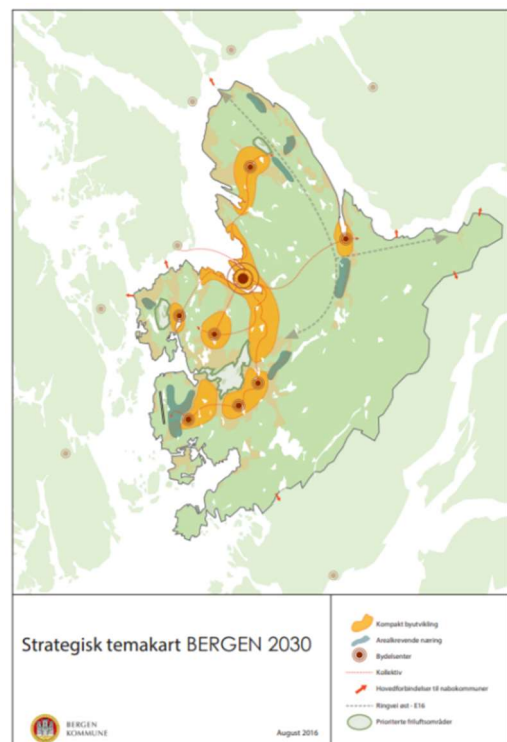 Strategisk temakart BERGEN 2030
BERGEN
KOMMUNE
August 2016
Kompakt byutvikling
Arealkrevende næring
Bydelsenter
Kollektiv
Hovedforbindelser til nabokommuner
Ringvei øst - E16
Prioriterte friluftsområder